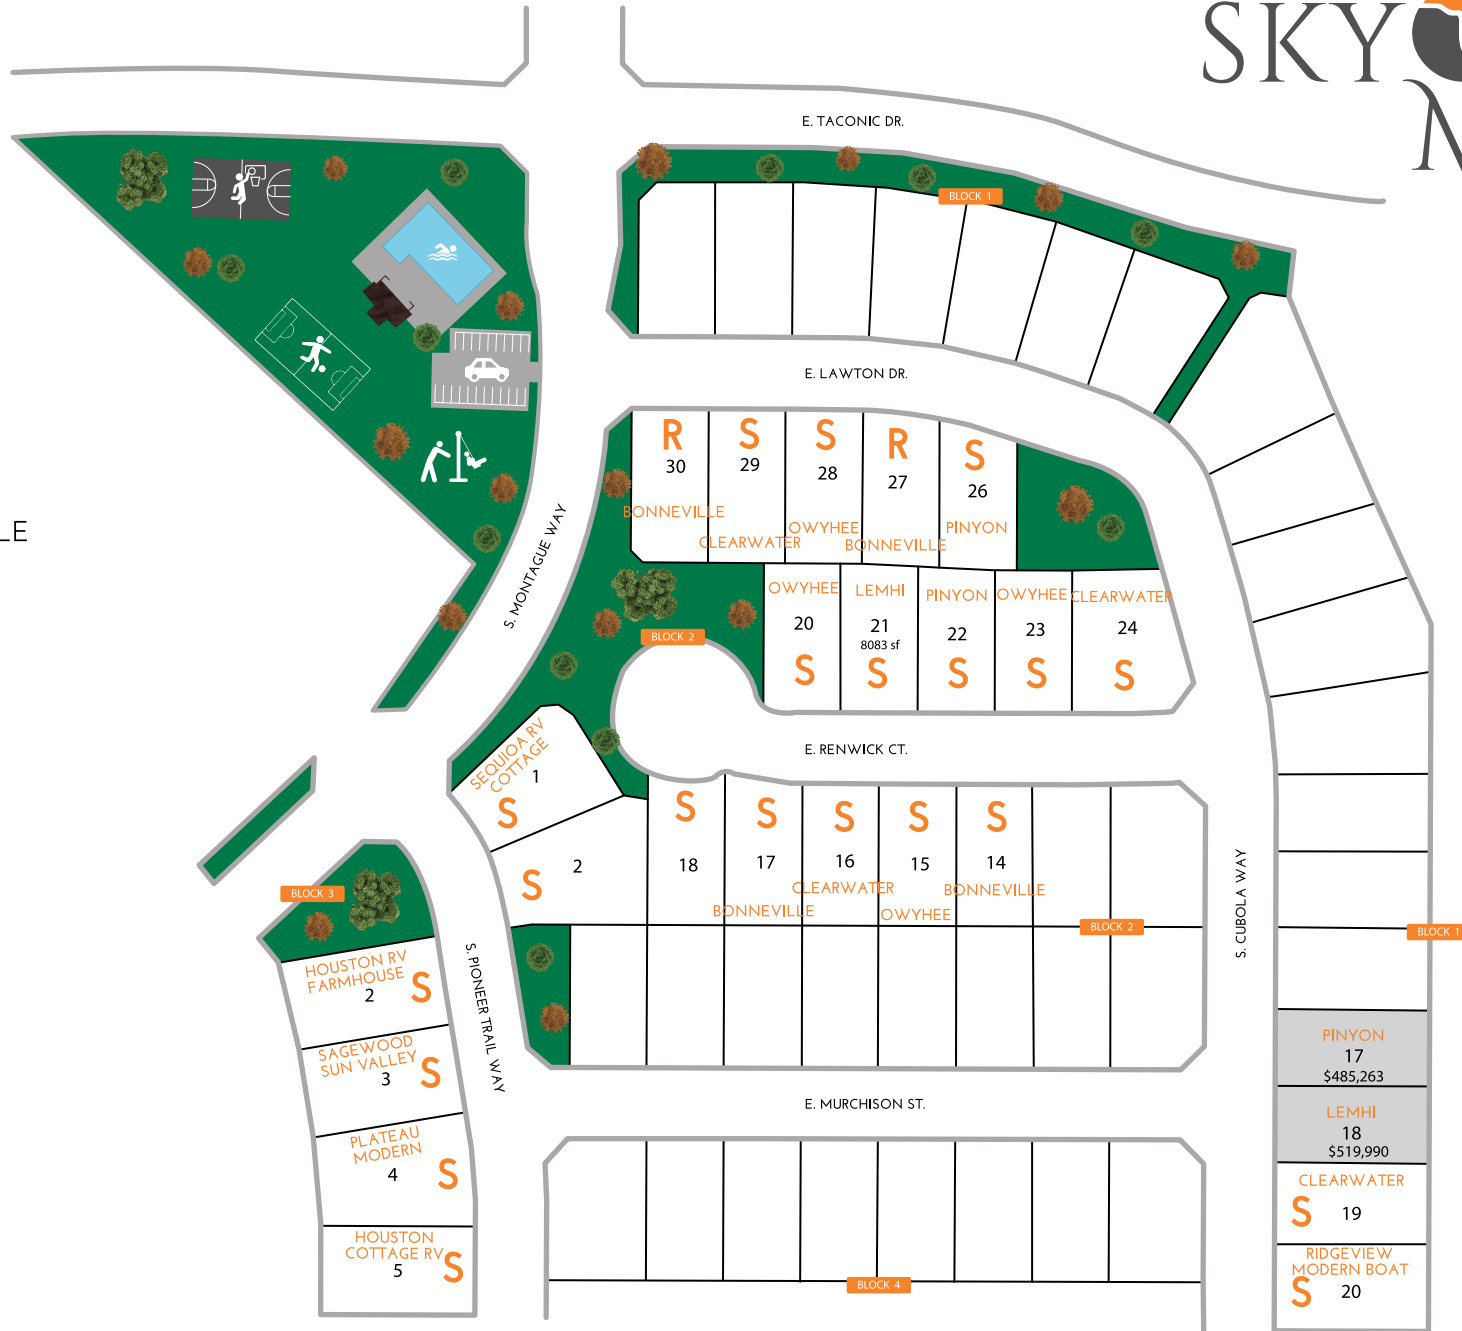 SKY
M
E. TACONIC DR.
BLOCK 1
E. LAWTON DR.
R
30
BONNEVILLE
S
29
CLEARWATER
S
28
OWYHEE
R
27
BONNEVILLE
S
26
PINYON
LE
S. MONTAGUE WAY
OWYHEE
20
S
LEMHI
21
8083 sf
S
PINYON
22
S
OWYHEE
23
S
CLEARWATER
24
S
BLOCK 2
E. RENWICK CT.
SEQUIOA RV
COTTAGE
1
S
2
S
S
18
S
17
BONNEVILLE
S
16
CLEARWATER
S
15
OWYHEE
S
14
BONNEVILLE
BLOCK 2
S. CUBOLA WAY
BLOCK 1
BLOCK 3
HOUSTON RV
FARMHOUSE
2
S
SAGEWOOD
SUN VALLEY
3
S
PLATEAU
MODERN
4
S
HOUSTON
COTTAGE RV
5
S
S. PIONEER TRAIL WAY
E. MURCHISON ST.
BLOCK 4
PINYON
17
$485,263
LEMHI
18
$519,990
CLEARWATER
S
19
RIDGEVIEW
MODERN BOAT
S
20